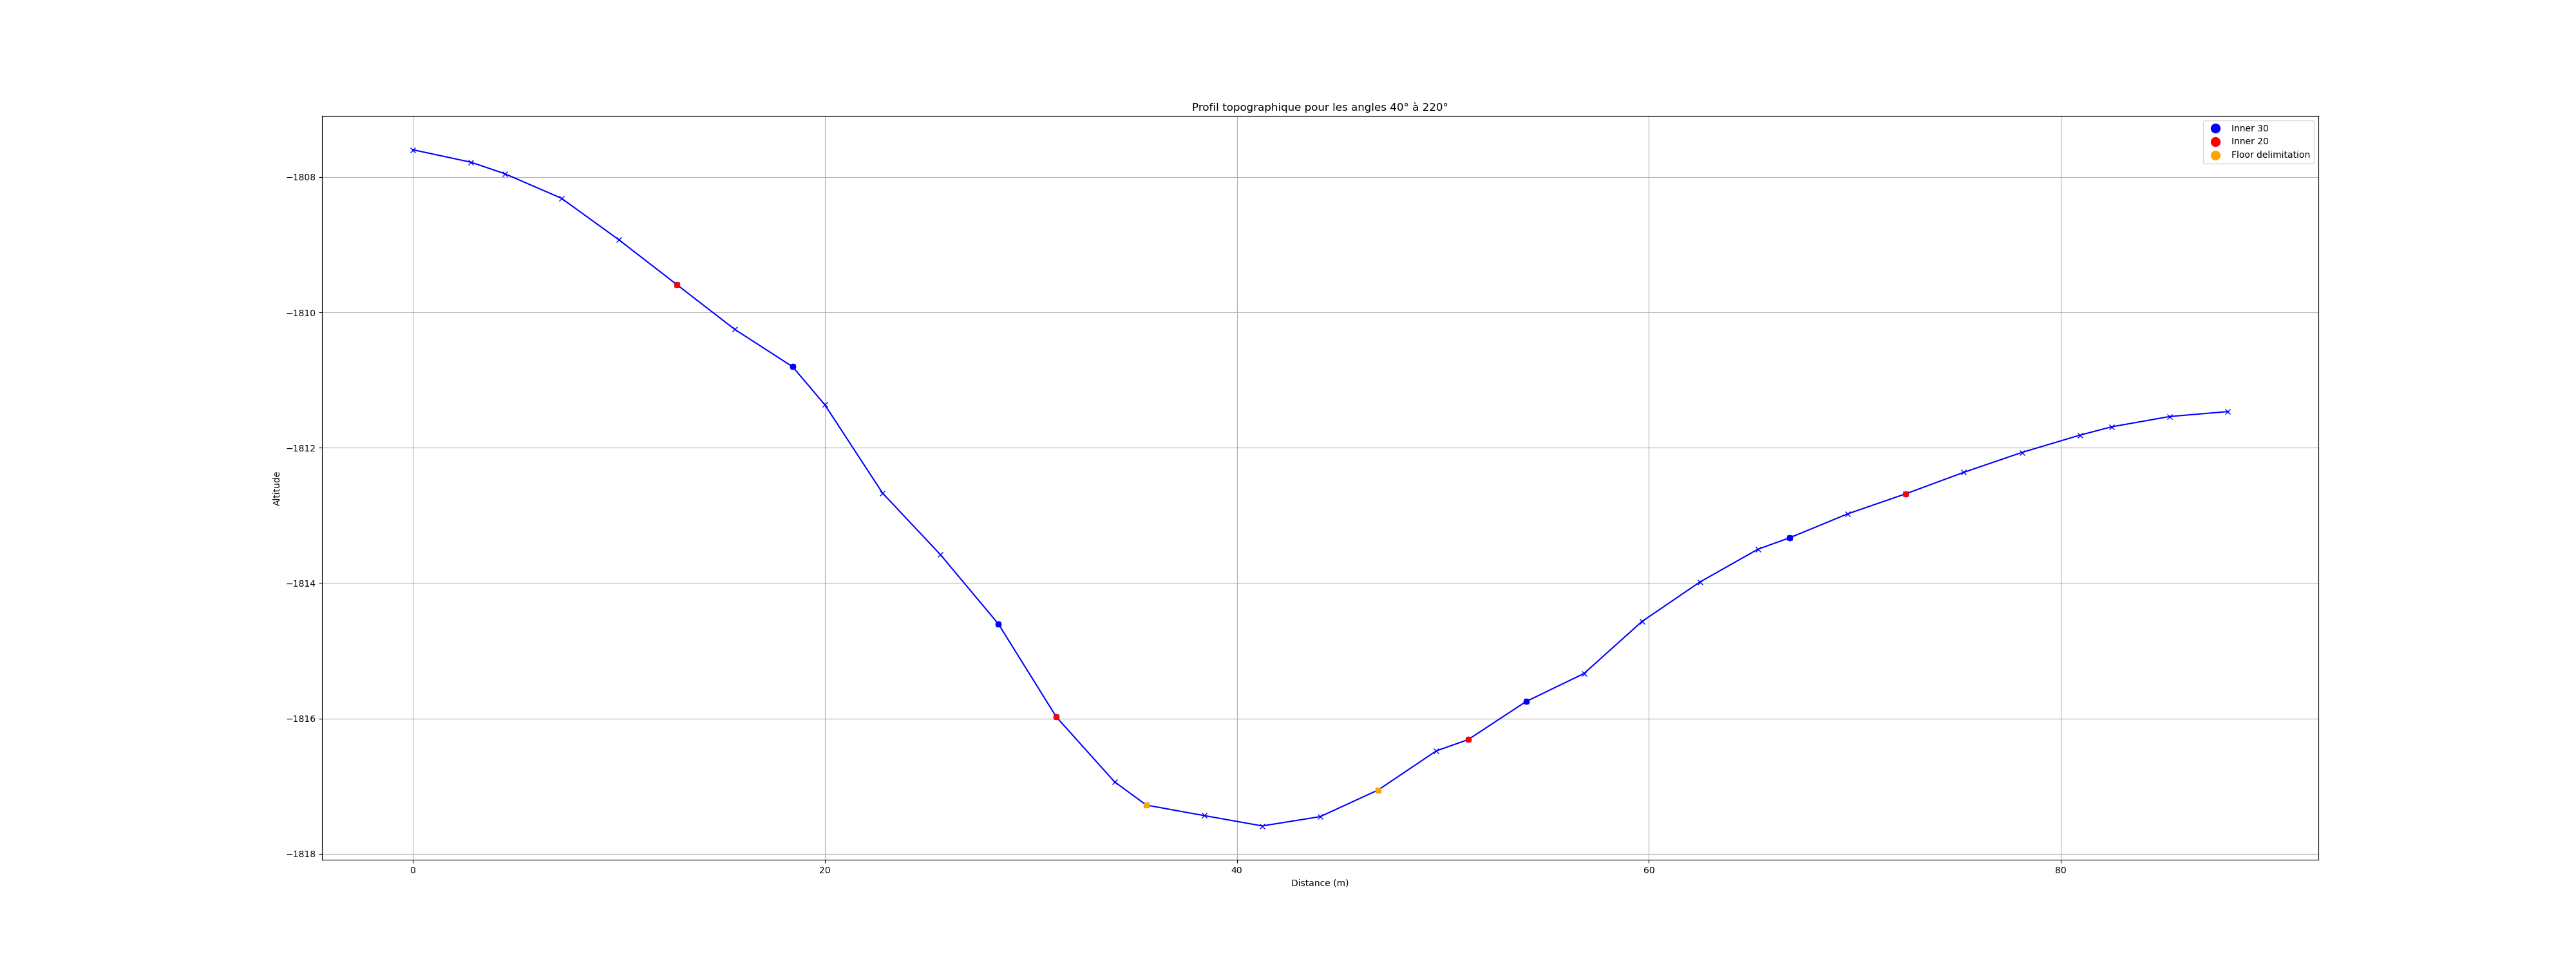 Profil topographique pour les angles 40° à 220°
Inner 30
Inner 20
Floor delimitation
−1808
−1810
−1812
−1814
−1816
−1818
Altitude
0 20 40 60 80
Distance (m)